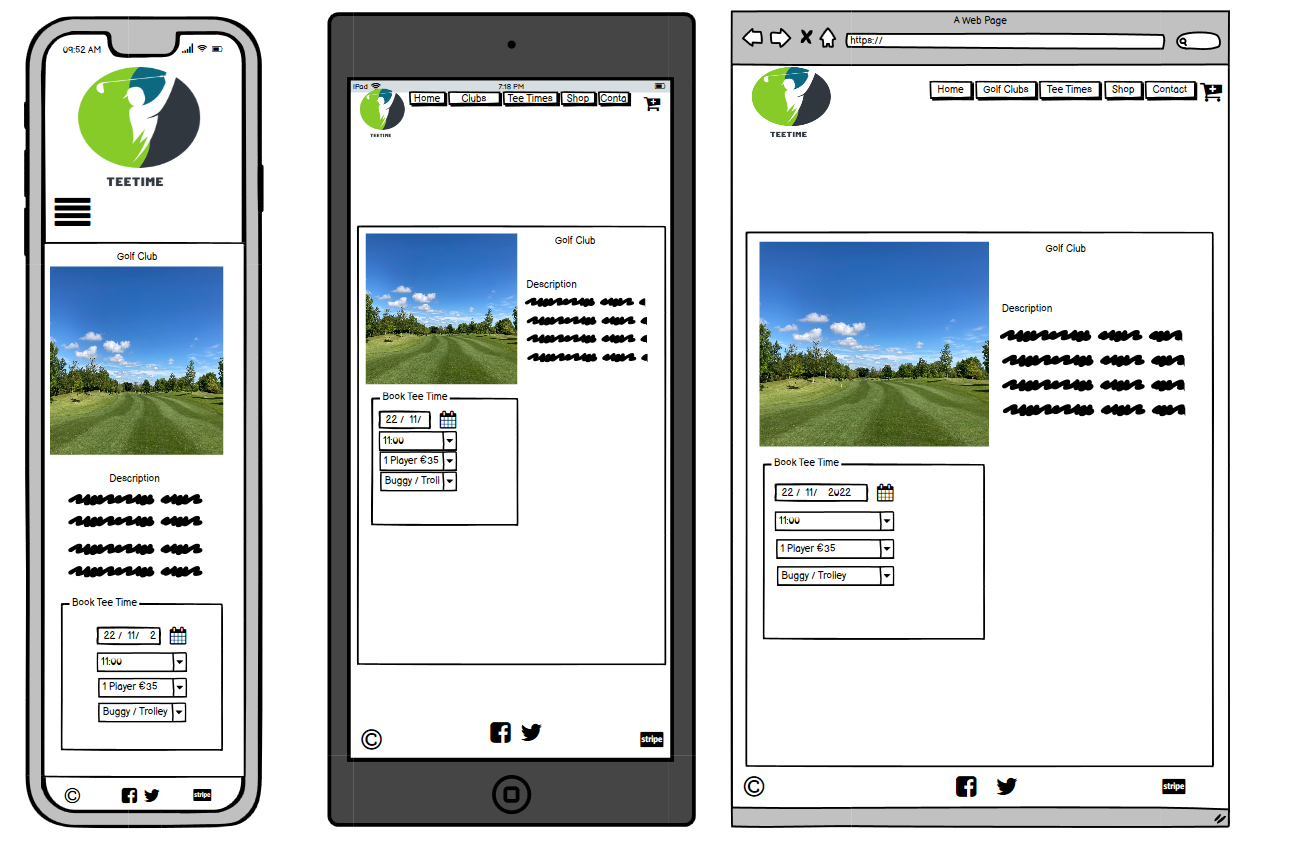 09:52 AM
TEETIME
Golf Club
Description
Book Tee Time
22 / 11/ 2
11:00
1 Player €35
Buggy / Trolley
©
stripe
iPad
7:18 PM
Home
Clubs
Tee Times
Shop
Conta
TEETIME
Golf Club
Description
Book Tee Time
22 / 11/
11:00
1 Player €35
Buggy / Troll
©
stripe
A Web Page
https://
Home
Golf Clubs
Tee Times
Shop
Contact
TEETIME
Golf Club
Description
Book Tee Time
22 / 11/ 2022
11:00
1 Player €35
Buggy / Trolley
©
stripe